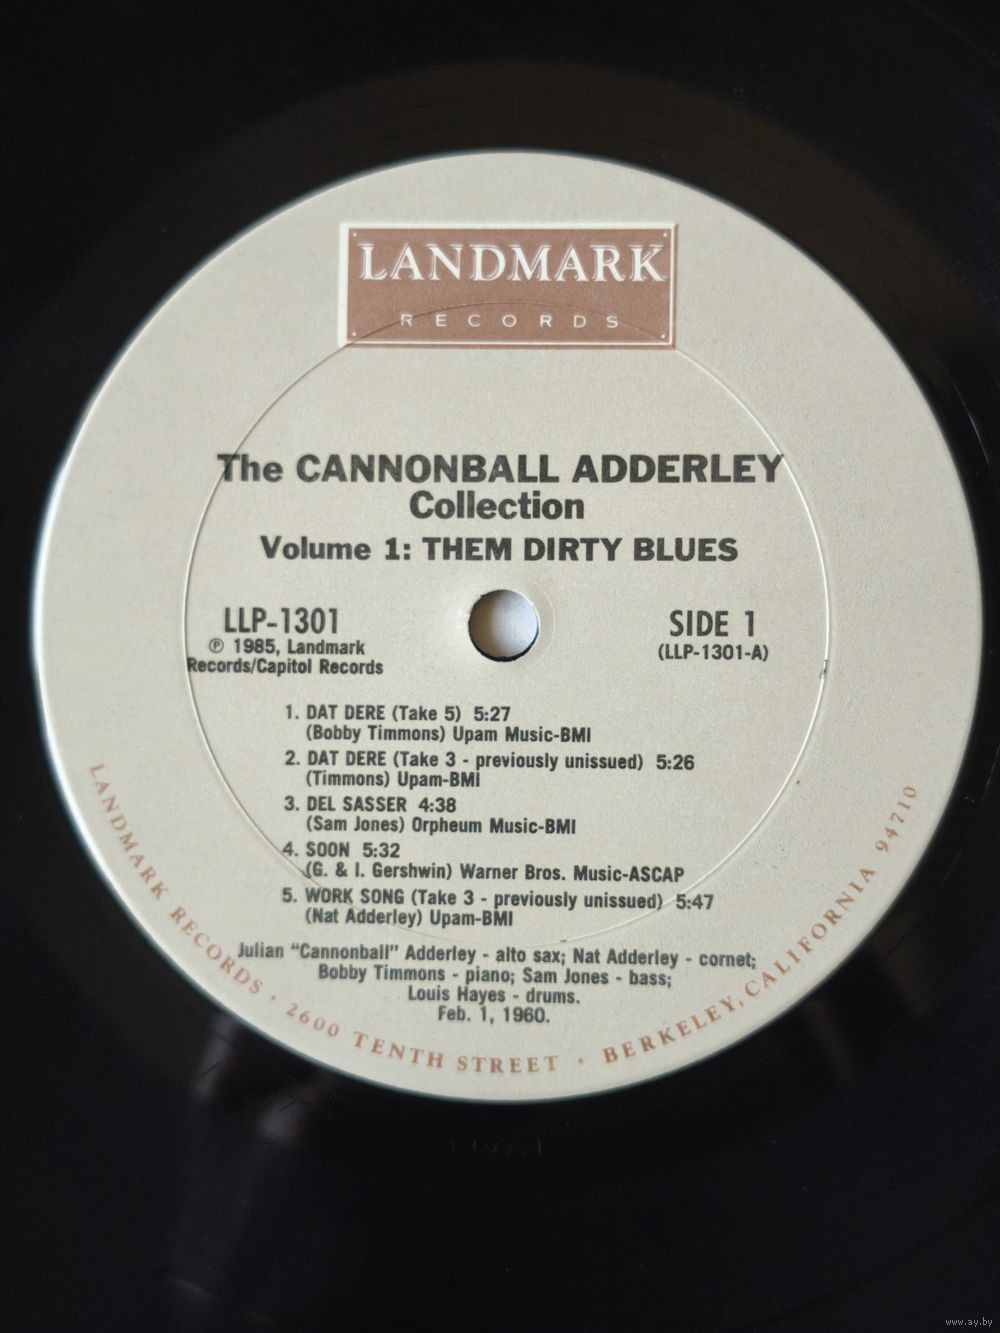 LANDMARK
RECORDS
The CANNONBALL ADDERLEY
Collection
Volume 1: THEM DIRTY BLUES
LLP-1301
℗ 1985, Landmark
Records/Capitol Records
SIDE 1
(LLP-1301-A)
1. DAT DERE (Take 5) 5:27
(Bobby Timmons) Upam Music-BMI
2. DAT DERE (Take 3 - previously unissued) 5:26
(Timmons) Upam-BMI
3. DEL SASSER 4:38
(Sam Jones) Orpheum Music-BMI
4. SOON 5:32
(G. & I. Gershwin) Warner Bros. Music-ASCAP
5. WORK SONG (Take 3 - previously unissued) 5:47
(Nat Adderley) Upam-BMI
Julian “Cannonball” Adderley - alto sax; Nat Adderley - cornet;
Bobby Timmons - piano; Sam Jones - bass;
Louis Hayes - drums.
Feb. 1, 1960.
LANDMARK RECORDS · 2600 TENTH STREET · BERKELEY, CALIFORNIA 94710
www.ay.by